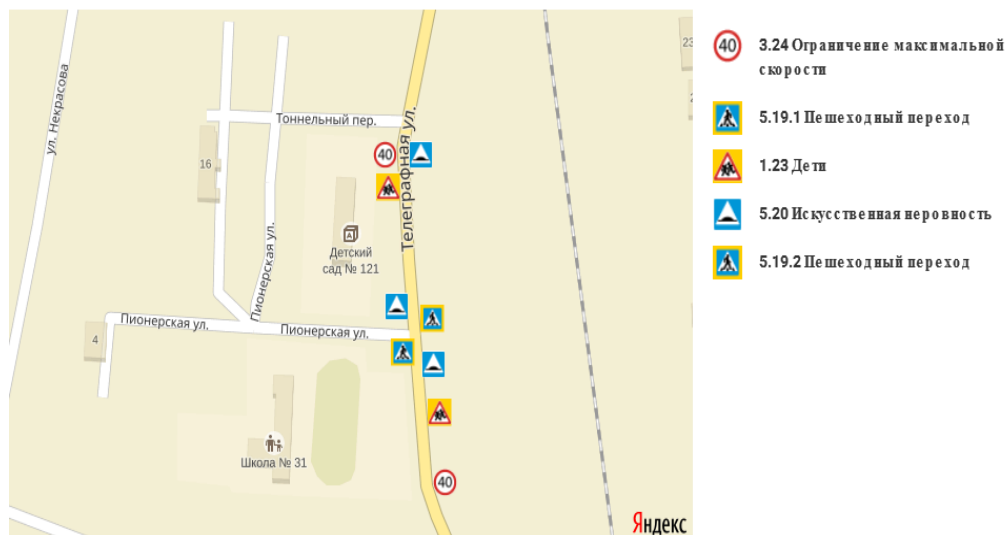 ул. Некрасова
Тоннельный пер.
Телеграфная ул.
16
40
Детский
сад № 121
Пионерская ул.
Пионерская ул.
Пионерская ул.
4
Школа № 31
40
23
Яндекс
40
3.24 Ограничение максимальной
скорости
5.19.1 Пешеходный переход
1.23 Дети
5.20 Искусственная неровность
5.19.2 Пешеходный переход